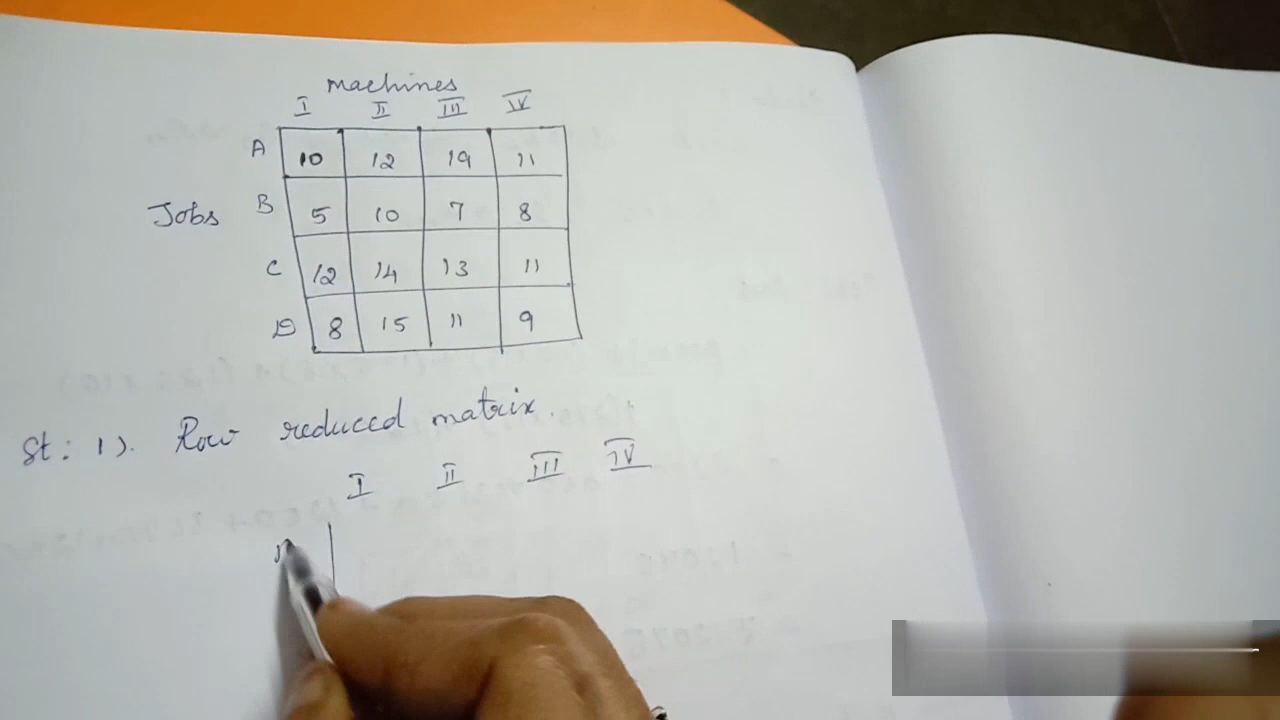 machines
I II III IV
A 10 12 19 11
Jobs B 5 10 7 8
C 12 14 13 11
D 8 15 11 9
St: 1). Row reduced matrix.
I II III IV